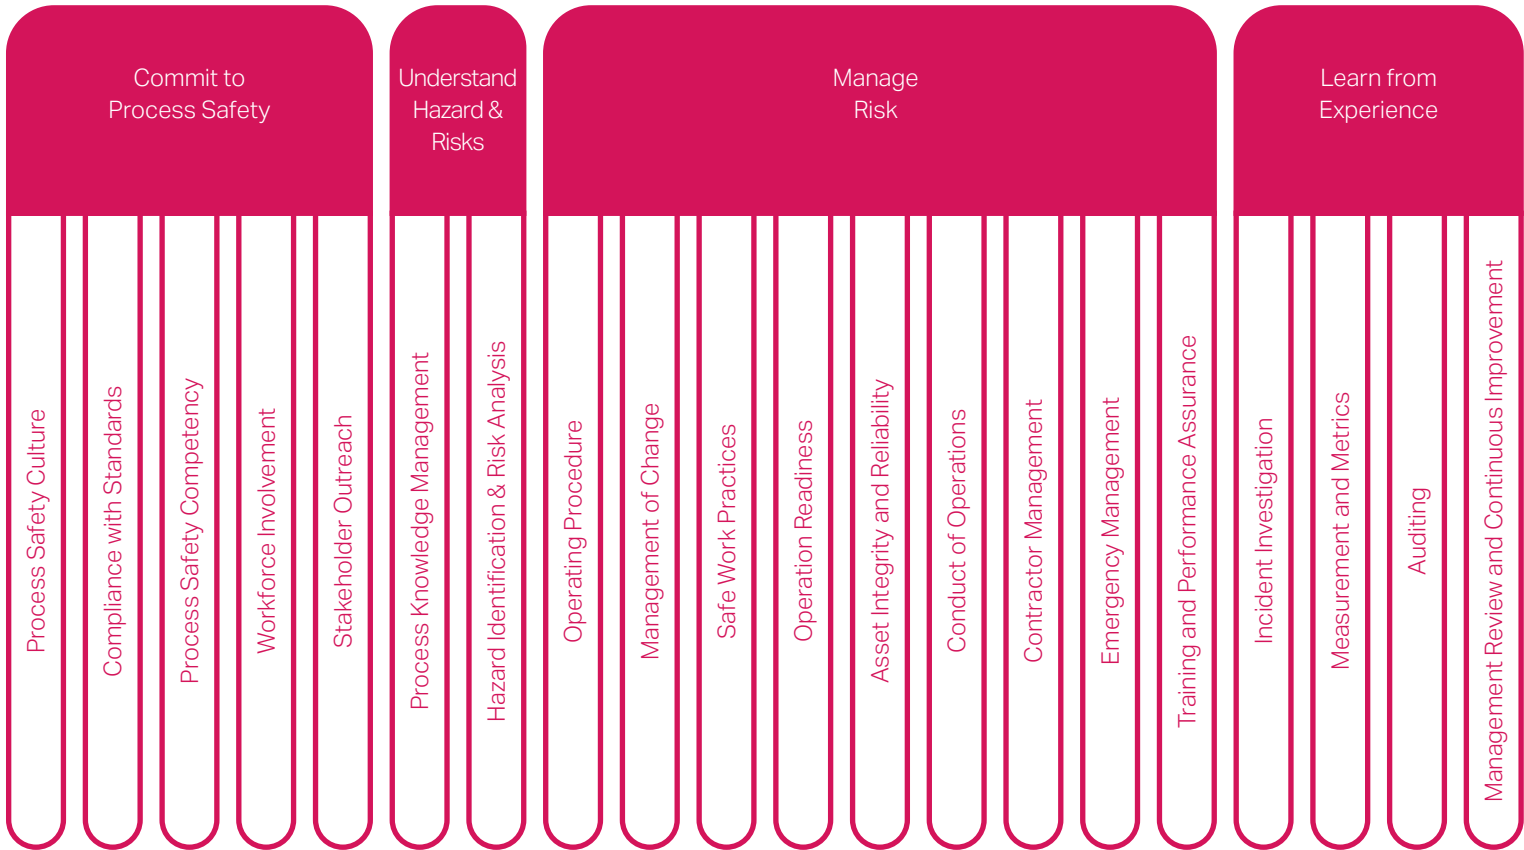 Commit to
Process Safety
Understand
Hazard &
Risks
Manage
Risk
Learn from
Experience
Process Safety Culture
Compliance with Standards
Process Safety Competency
Workforce Involvement
Stakeholder Outreach
Process Knowledge Management
Hazard Identification & Risk Analysis
Operating Procedure
Management of Change
Safe Work Practices
Operation Readiness
Asset Integrity and Reliability
Conduct of Operations
Contractor Management
Emergency Management
Training and Performance Assurance
Incident Investigation
Measurement and Metrics
Auditing
Management Review and Continuous Improvement